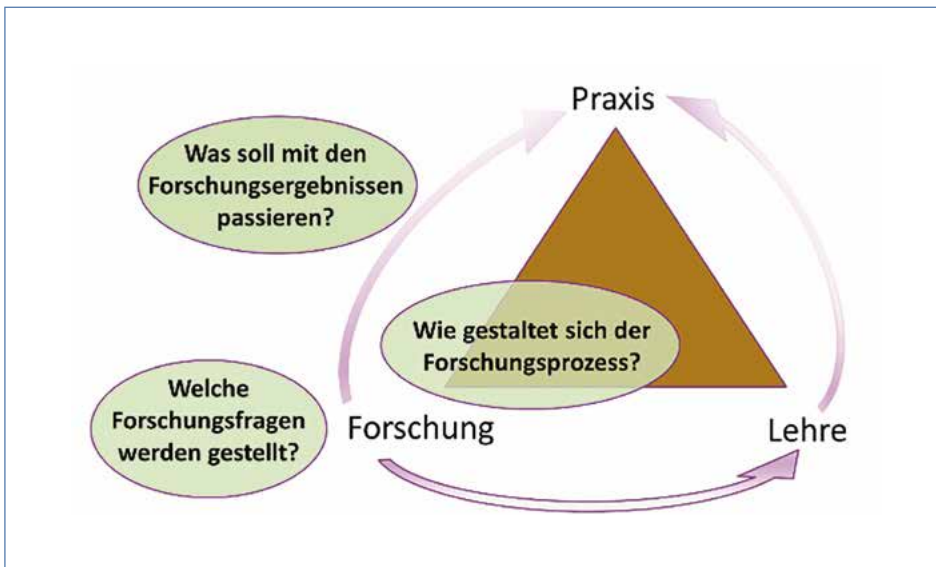 Praxis
Was soll mit den
Forschungsergebnissen
passieren?
Wie gestaltet sich der
Forschungsprozess?
Welche
Forschungsfragen
werden gestellt?
Forschung
Lehre